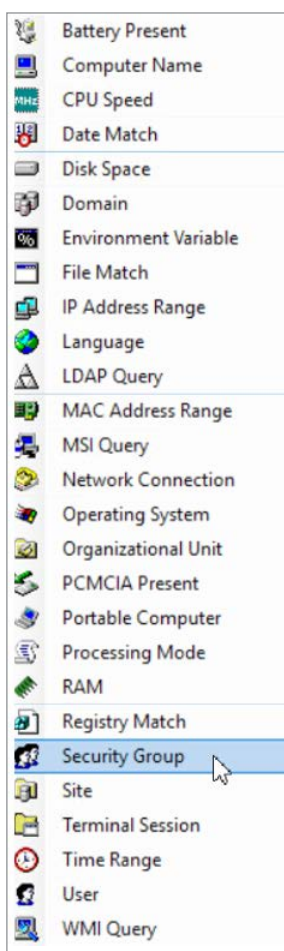 Battery Present
Computer Name
MHz CPU Speed
Date Match
Disk Space
Domain
% Environment Variable
File Match
IP Address Range
Language
LDAP Query
MAC Address Range
MSI Query
Network Connection
Operating System
Organizational Unit
PCMCIA Present
Portable Computer
Processing Mode
RAM
Registry Match
Security Group
Site
Terminal Session
Time Range
User
WMI Query